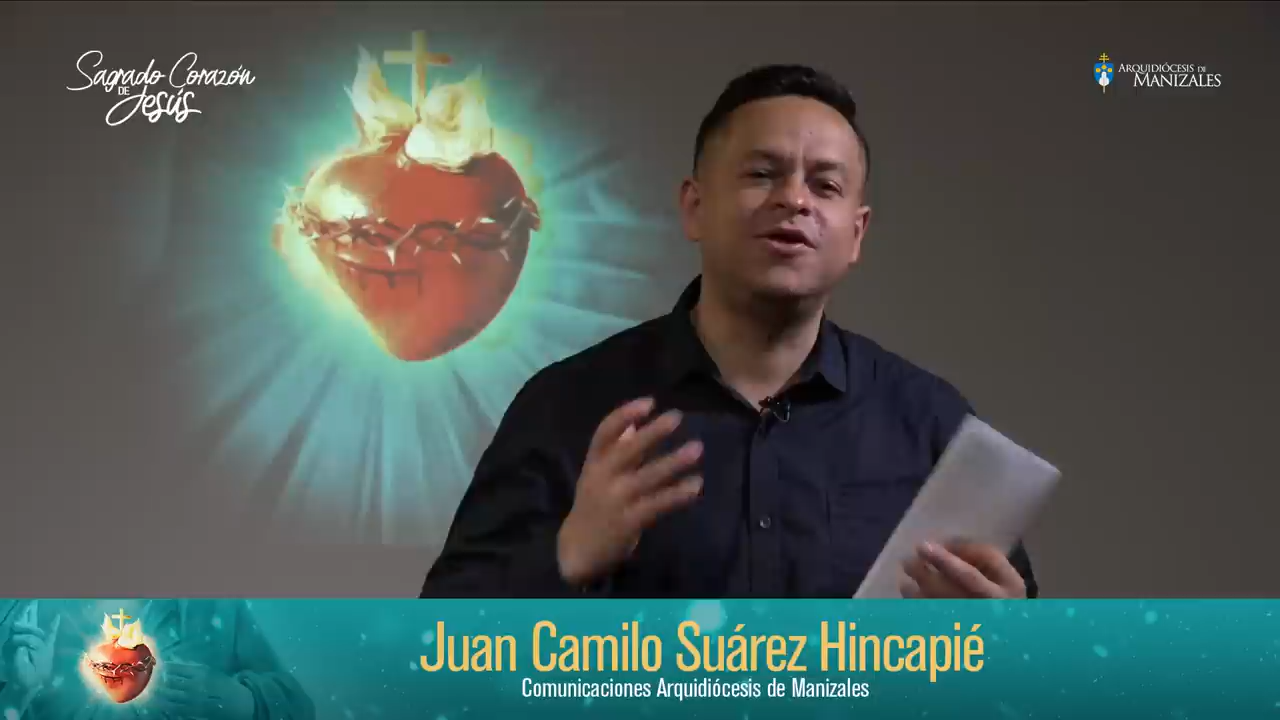 Sagrado Corazón
DE
Jesús
ARQUIDIÓCESIS DE
MANIZALES
Juan Camilo Suárez Hincapié
Comunicaciones Arquidiócesis de Manizales